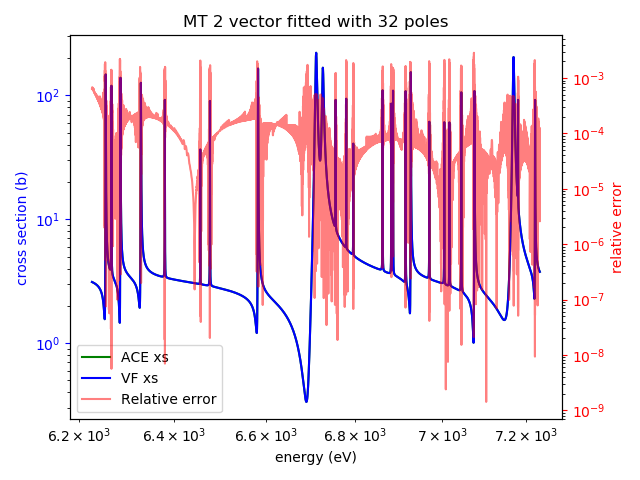 MT 2 vector fitted with 32 poles
cross section (b)
10²
10¹
10⁰
10⁻³
10⁻⁴
10⁻⁵
10⁻⁶
10⁻⁷
10⁻⁸
10⁻⁹
relative error
ACE xs
VF xs
Relative error
6.2 × 10³ 6.4 × 10³ 6.6 × 10³ 6.8 × 10³ 7 × 10³ 7.2 × 10³
energy (eV)